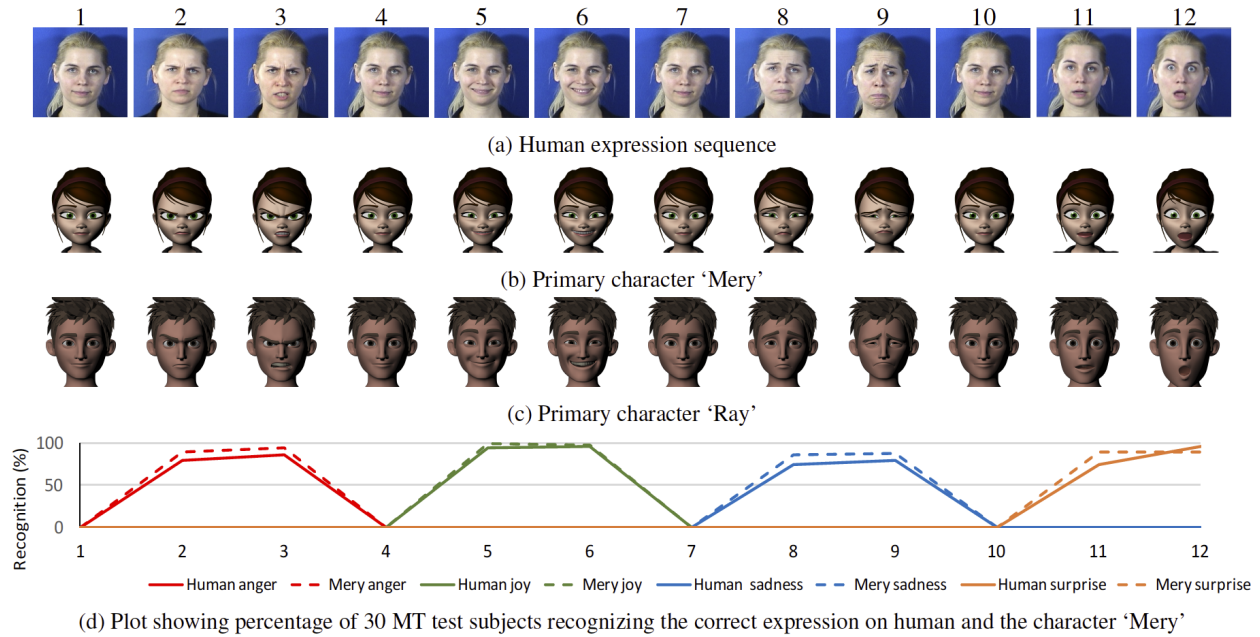 1 2 3 4 5 6 7 8 9 10 11 12
(a) Human expression sequence
(b) Primary character ‘Mery’
(c) Primary character ‘Ray’
Recognition (%)
100
50
0
1 2 3 4 5 6 7 8 9 10 11 12
Human anger Mery anger Human joy Mery joy Human sadness Mery sadness Human surprise Mery surprise
(d) Plot showing percentage of 30 MT test subjects recognizing the correct expression on human and the character ‘Mery’